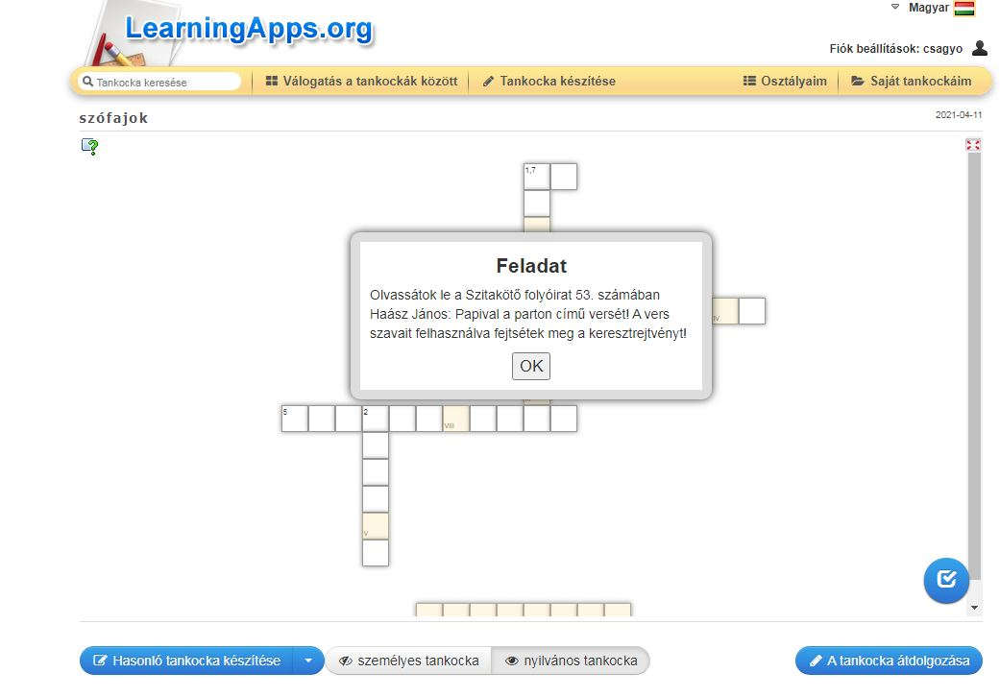 LearningApps.org
Magyar
Fiók beállítások: csagyo
Tankocka keresése
Válogatás a tankockák között
Tankocka készítése
Osztályaim
Saját tankockáim
szófajok
2021-04-11
1,7
Feladat
Olvassátok le a Szitakötő folyóirat 53. számában
Haász János: Papival a parton című versét! A vers
szavait felhasználva fejtsétek meg a keresztrejtvényt!
OK
IV
5
2
VIII
V
Hasonló tankocka készítése
személyes tankocka
nyilvános tankocka
A tankocka átdolgozása